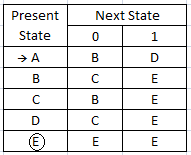 Present State Next State
0 1
→ A B D
B C E
C B E
D C E
E E E